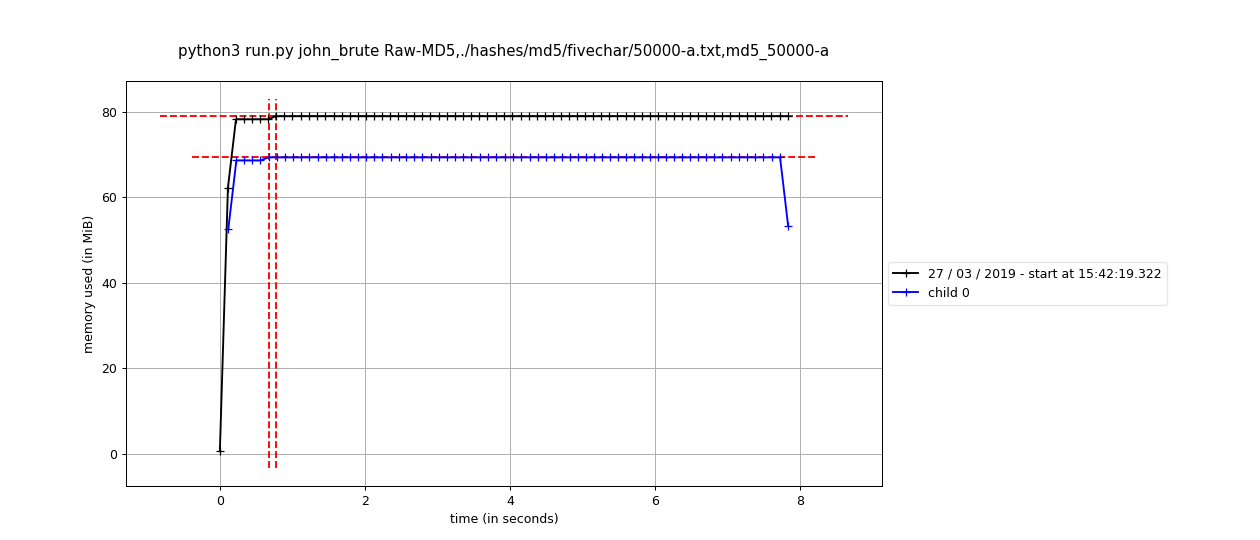 python3 run.py john_brute Raw-MD5,./hashes/md5/fivechar/50000-a.txt,md5_50000-a
memory used (in MiB)
80
60
40
20
0
0 2 4 6 8
time (in seconds)
27 / 03 / 2019 - start at 15:42:19.322
child 0